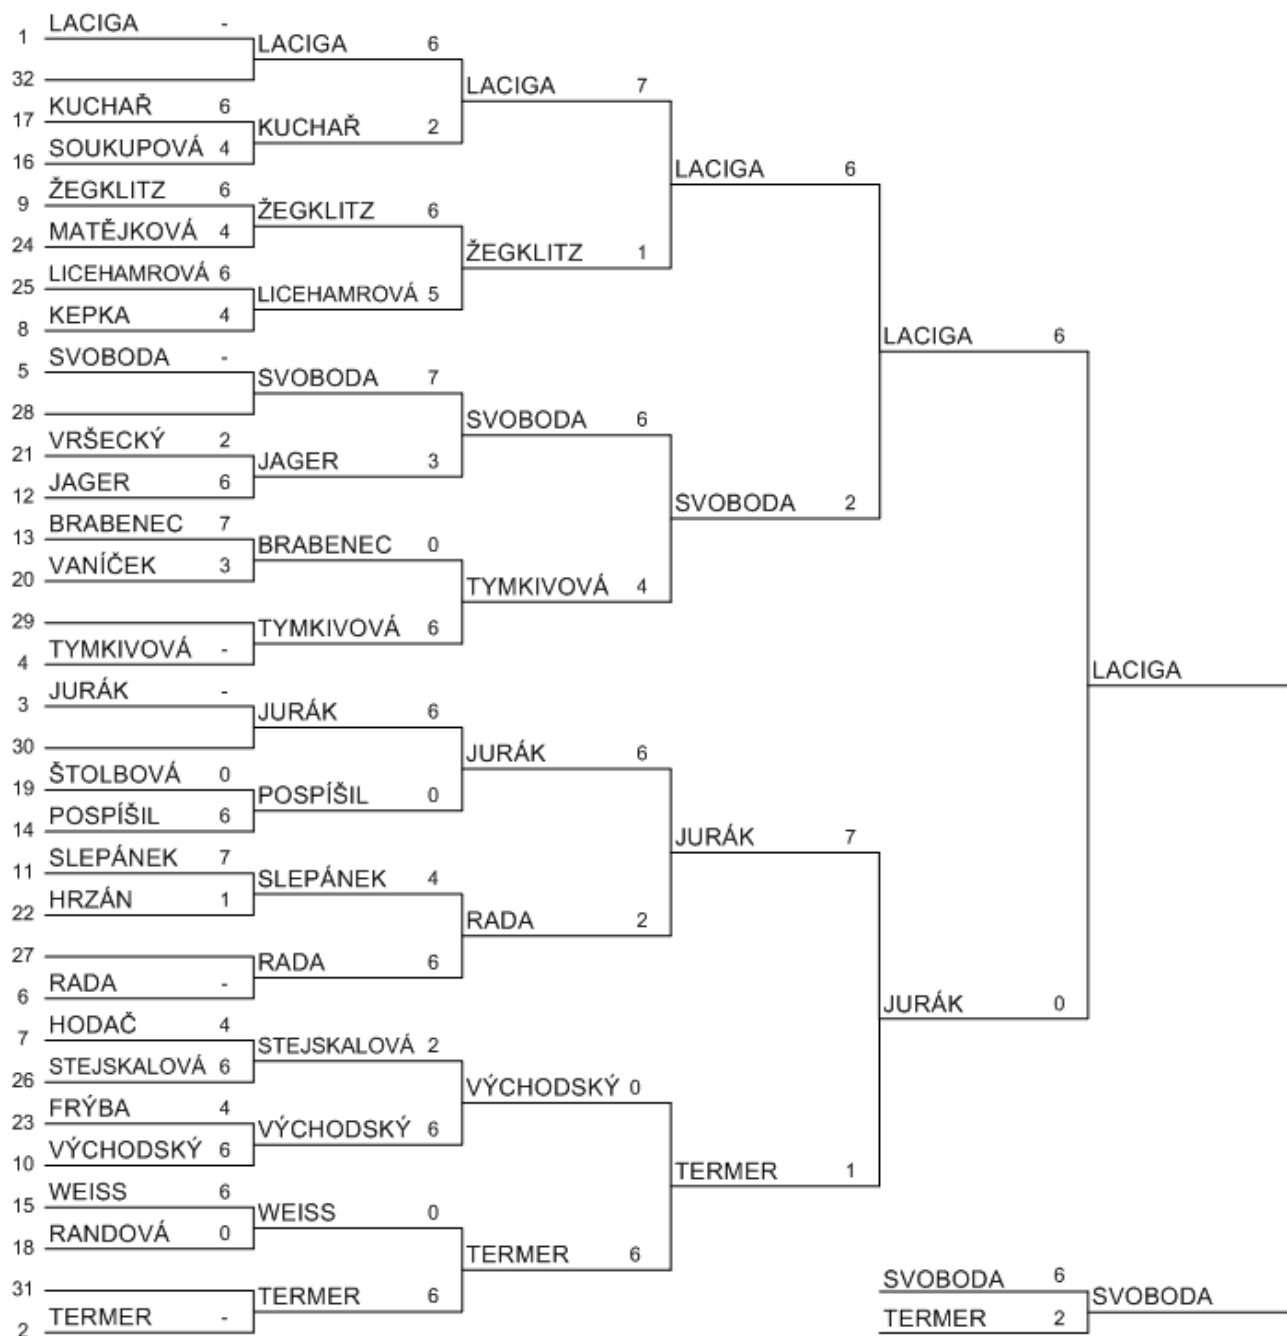 LACIGA -
1
LACIGA 6
32
LACIGA 7
KUCHAŘ 6
17
KUCHAŘ 2
SOUKUPOVÁ 4
16
LACIGA 6
ŽEGKLITZ 6
9
ŽEGKLITZ 6
MATĚJKOVÁ 4
24
ŽEGKLITZ 1
LICEHAMROVÁ 6
25
LICEHAMROVÁ 5
KEPKA 4
8
LACIGA 6
SVOBODA -
5
SVOBODA 7
28
SVOBODA 6
VRŠECKÝ 2
21
JAGER 3
JAGER 6
12
SVOBODA 2
BRABENEC 7
13
BRABENEC 0
VANÍČEK 3
20
TYMKIVOVÁ 4
29
TYMKIVOVÁ 6
TYMKIVOVÁ -
4
LACIGA
JURÁK -
3
JURÁK 6
30
JURÁK 6
ŠTOLBOVÁ 0
19
POSPÍŠIL 0
POSPÍŠIL 6
14
JURÁK 7
SLEPÁNEK 7
11
SLEPÁNEK 4
HRZÁN 1
22
RADA 2
27
RADA 6
RADA -
6
JURÁK 0
HODAČ 4
7
STEJSKALOVÁ 2
STEJSKALOVÁ 6
26
VÝCHODSKÝ 0
FRÝBA 4
23
VÝCHODSKÝ 6
VÝCHODSKÝ 6
10
TERMER 1
WEISS 6
15
WEISS 0
RANDOVÁ 0
18
TERMER 6
SVOBODA 6
31
TERMER 6
SVOBODA
TERMER -
2
TERMER 2